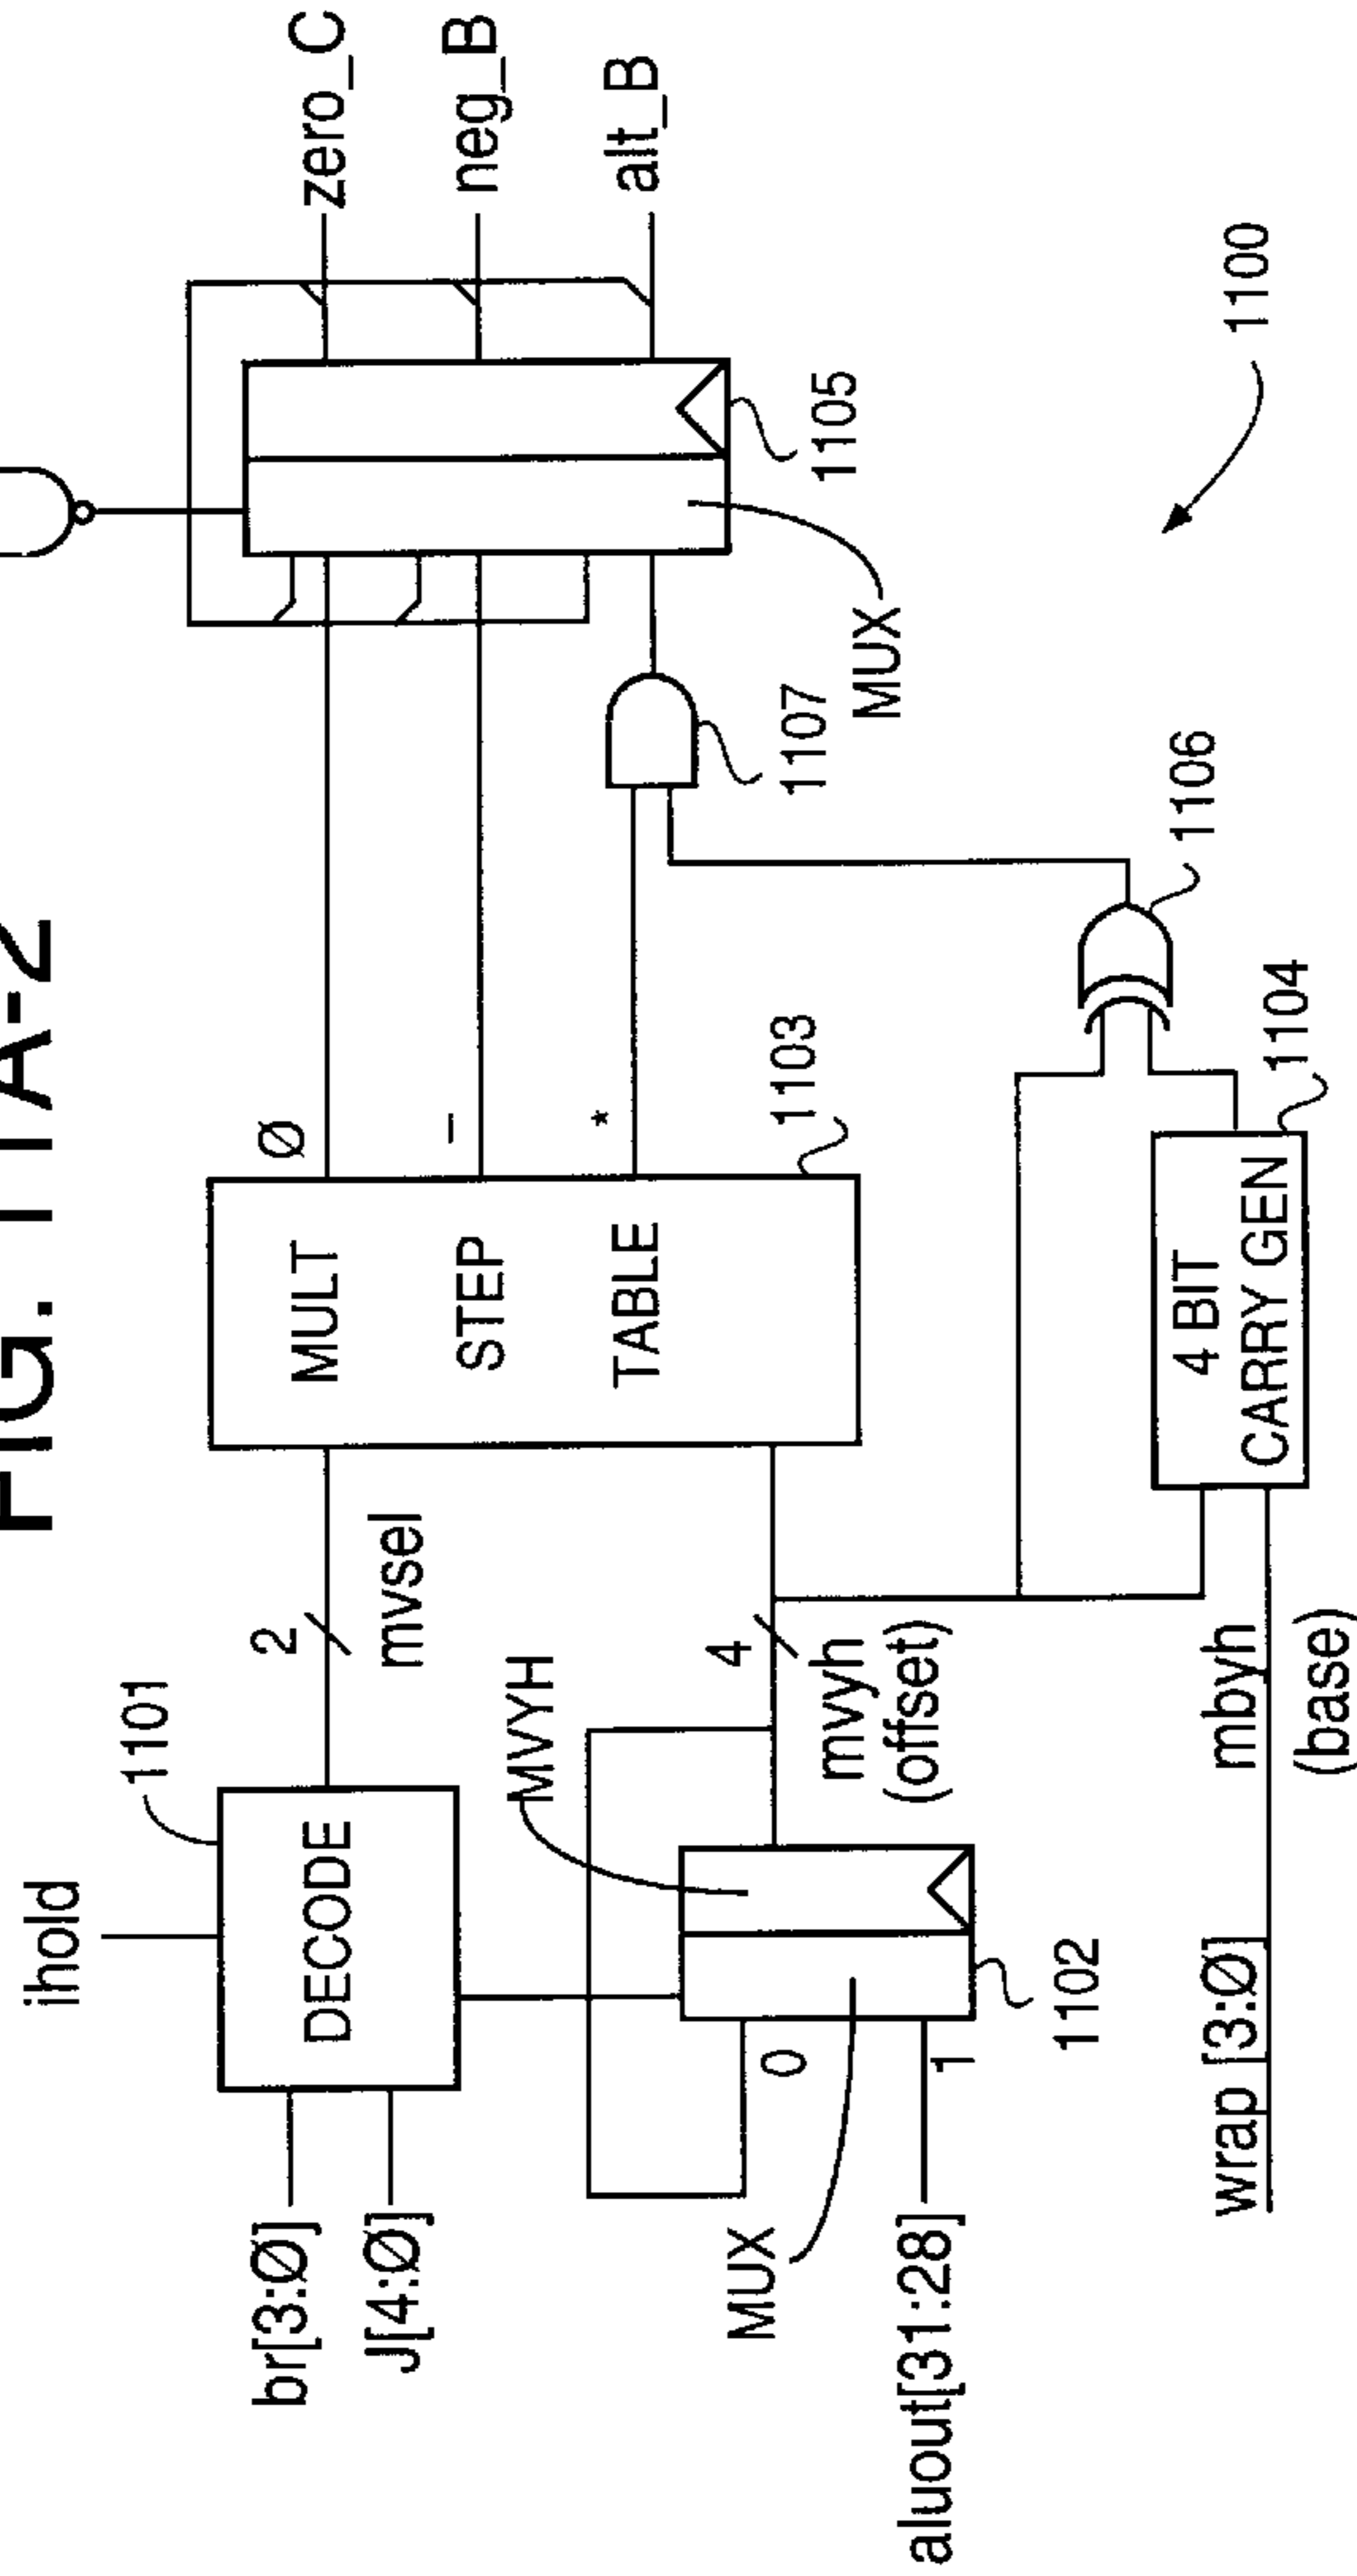 FIG. 11A-2
ihold
1101
br[3:Ø]
J[4:Ø]
DECODE
2
mvsel
MULT
STEP
TABLE
1103
Ø
–
*
zero_C
neg_B
alt_B
1105
MUX
1107
MVYH
4
mvyh
(offset)
0
1
MUX
aluout[31:28]
1102
1106
4 BIT
CARRY GEN
1104
wrap [3:Ø]
mbyh
(base)
1100